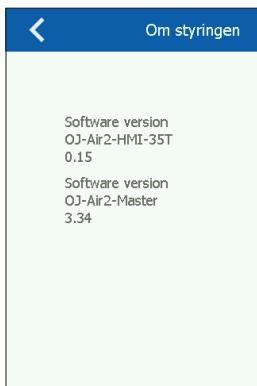 Om styringen
Software version
OJ-Air2-HMI-35T
0.15
Software version
OJ-Air2-Master
3.34